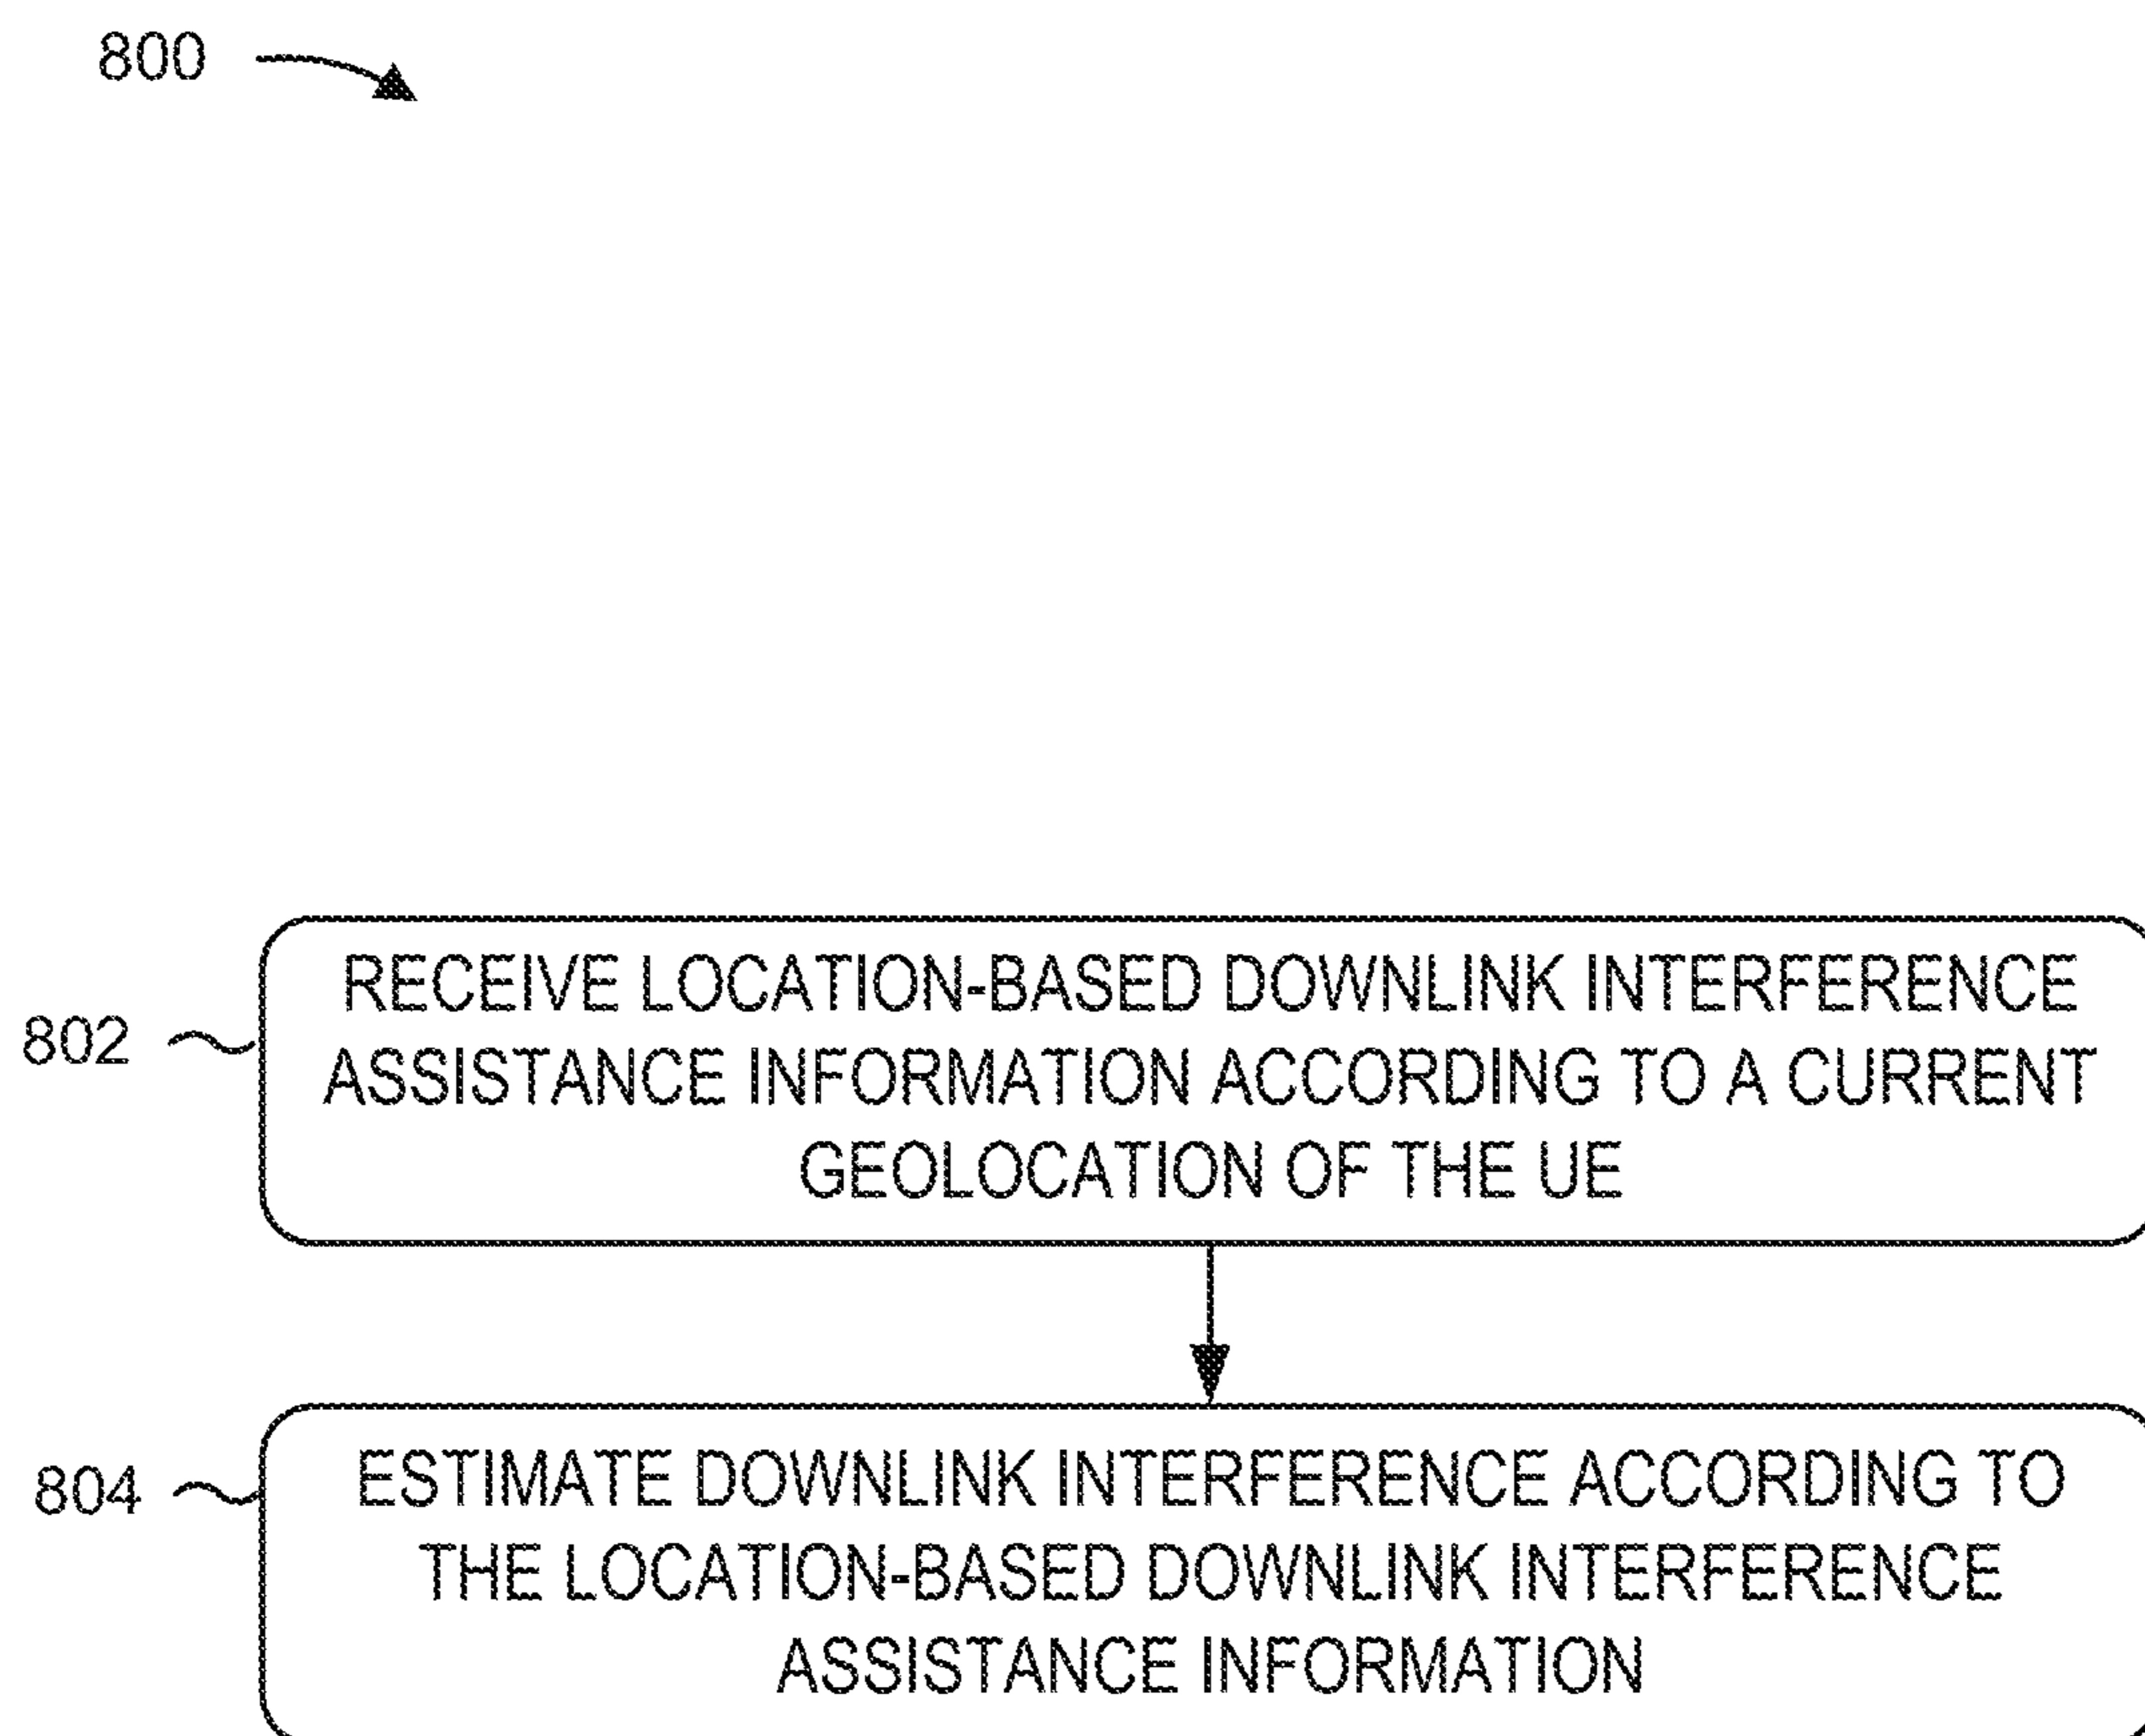 800
802
RECEIVE LOCATION-BASED DOWNLINK INTERFERENCE
ASSISTANCE INFORMATION ACCORDING TO A CURRENT
GEOLOCATION OF THE UE
804
ESTIMATE DOWNLINK INTERFERENCE ACCORDING TO
THE LOCATION-BASED DOWNLINK INTERFERENCE
ASSISTANCE INFORMATION